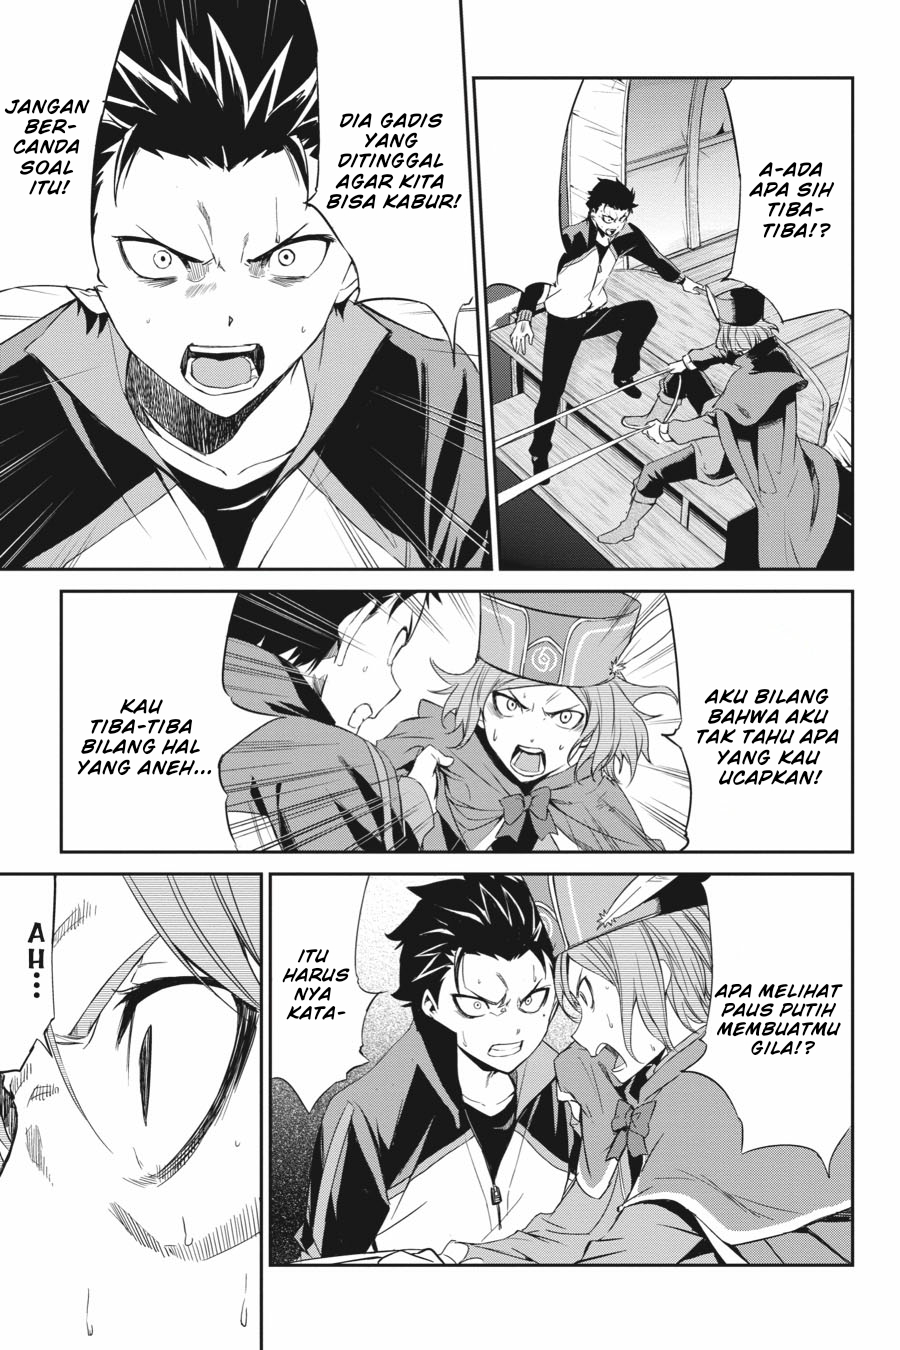 A-ADA
APA SIH
TIBA-
TIBA!?
DIA GADIS
YANG
DITINGGAL
AGAR KITA
BISA KABUR!
JANGAN
BER-
CANDA
SOAL
ITU!
AKU BILANG
BAHWA AKU
TAK TAHU APA
YANG KAU
UCAPKAN!
KAU
TIBA-TIBA
BILANG HAL
YANG ANEH...
APA MELIHAT
PAUS PUTIH
MEMBUATMU
GILA!?
ITU
HARUS
NYA
KATA-
AH...